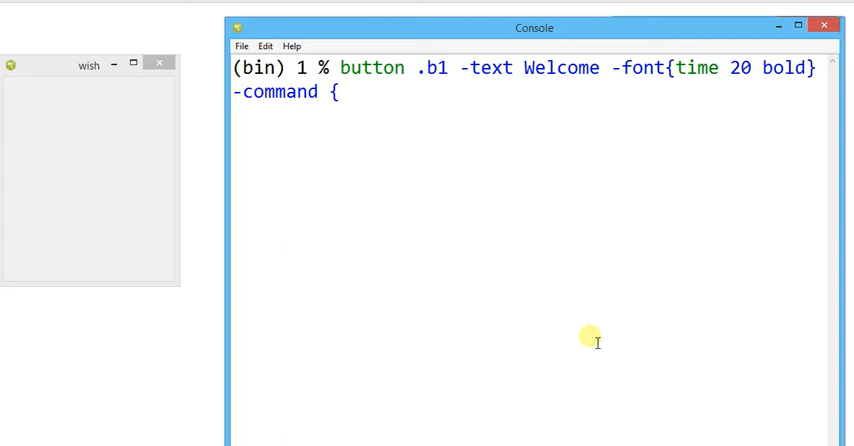 Console
wish
File Edit Help
(bin) 1 % button .b1 -text Welcome -font{time 20 bold}
-command {